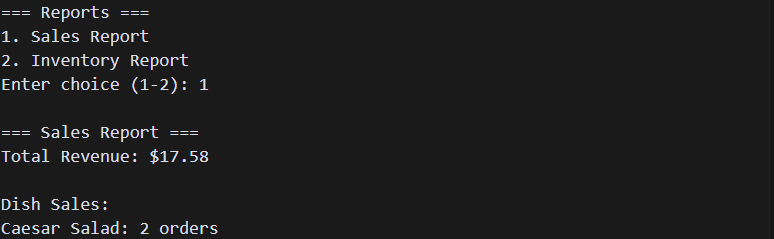 === Reports ===
1. Sales Report
2. Inventory Report
Enter choice (1-2): 1
=== Sales Report ===
Total Revenue: $17.58
Dish Sales:
Caesar Salad: 2 orders